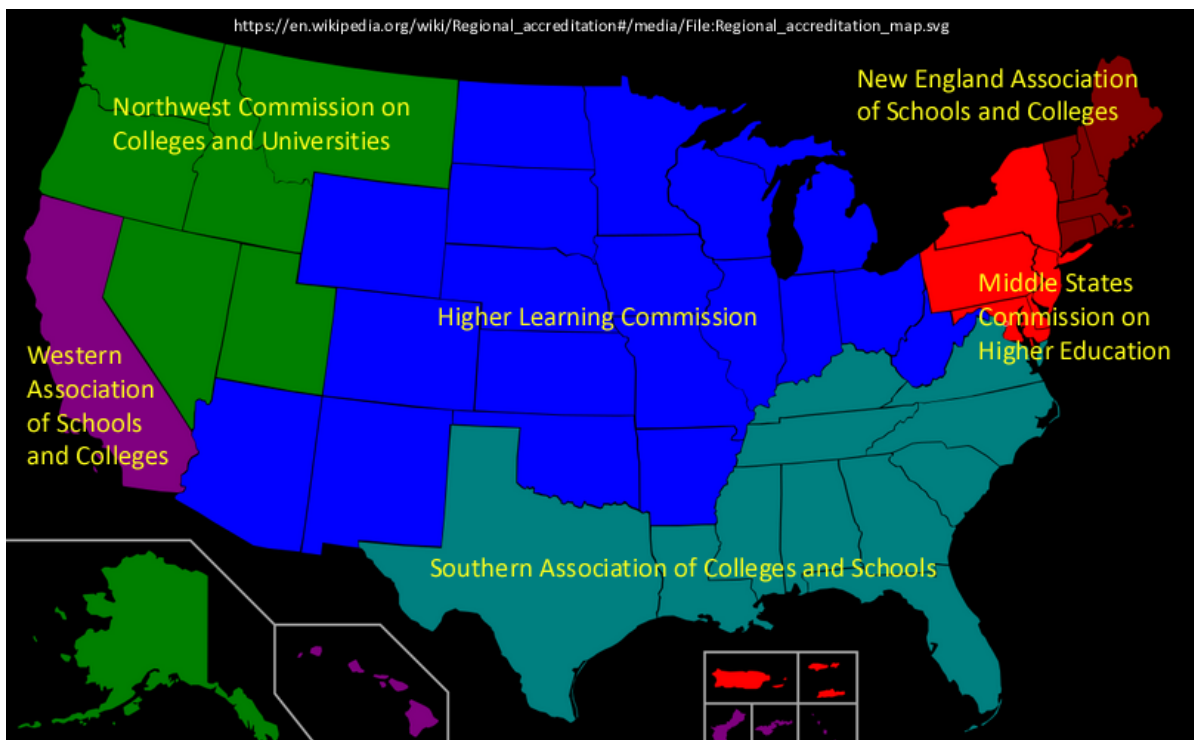 https://en.wikipedia.org/wiki/Regional_accreditation#/media/File:Regional_accreditation_map.svg
New England Association
of Schools and Colleges
Northwest Commission on
Colleges and Universities
Middle States
Commission on
Higher Education
Higher Learning Commission
Western
Association
of Schools
and Colleges
Southern Association of Colleges and Schools